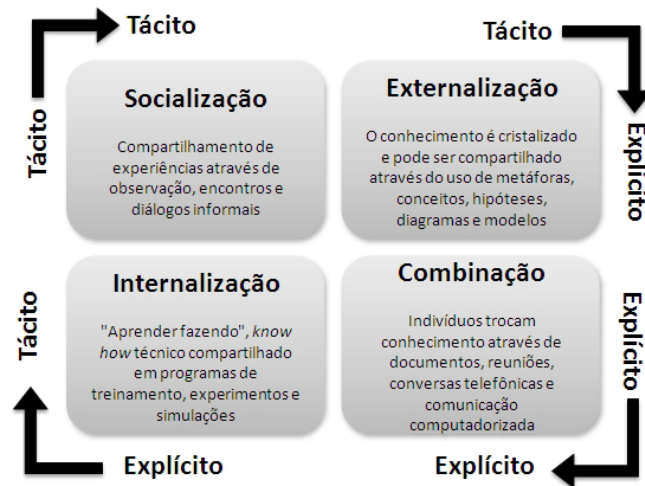 Tácito
Tácito
Tácito
Explícito
Socialização
Compartilhamento de
experiências através de
observação, encontros e
diálogos informais
Externalização
O conhecimento é cristalizado
e pode ser compartilhado
através do uso de metáforas,
conceitos, hipóteses,
diagramas e modelos
Internalização
"Aprender fazendo", know
how técnico compartilhado
em programas de
treinamento, experimentos e
simulações
Combinação
Indivíduos trocam
conhecimento através de
documentos, reuniões,
conversas telefônicas e
comunicação
computadorizada
Tácito
Explícito
Explícito
Explícito